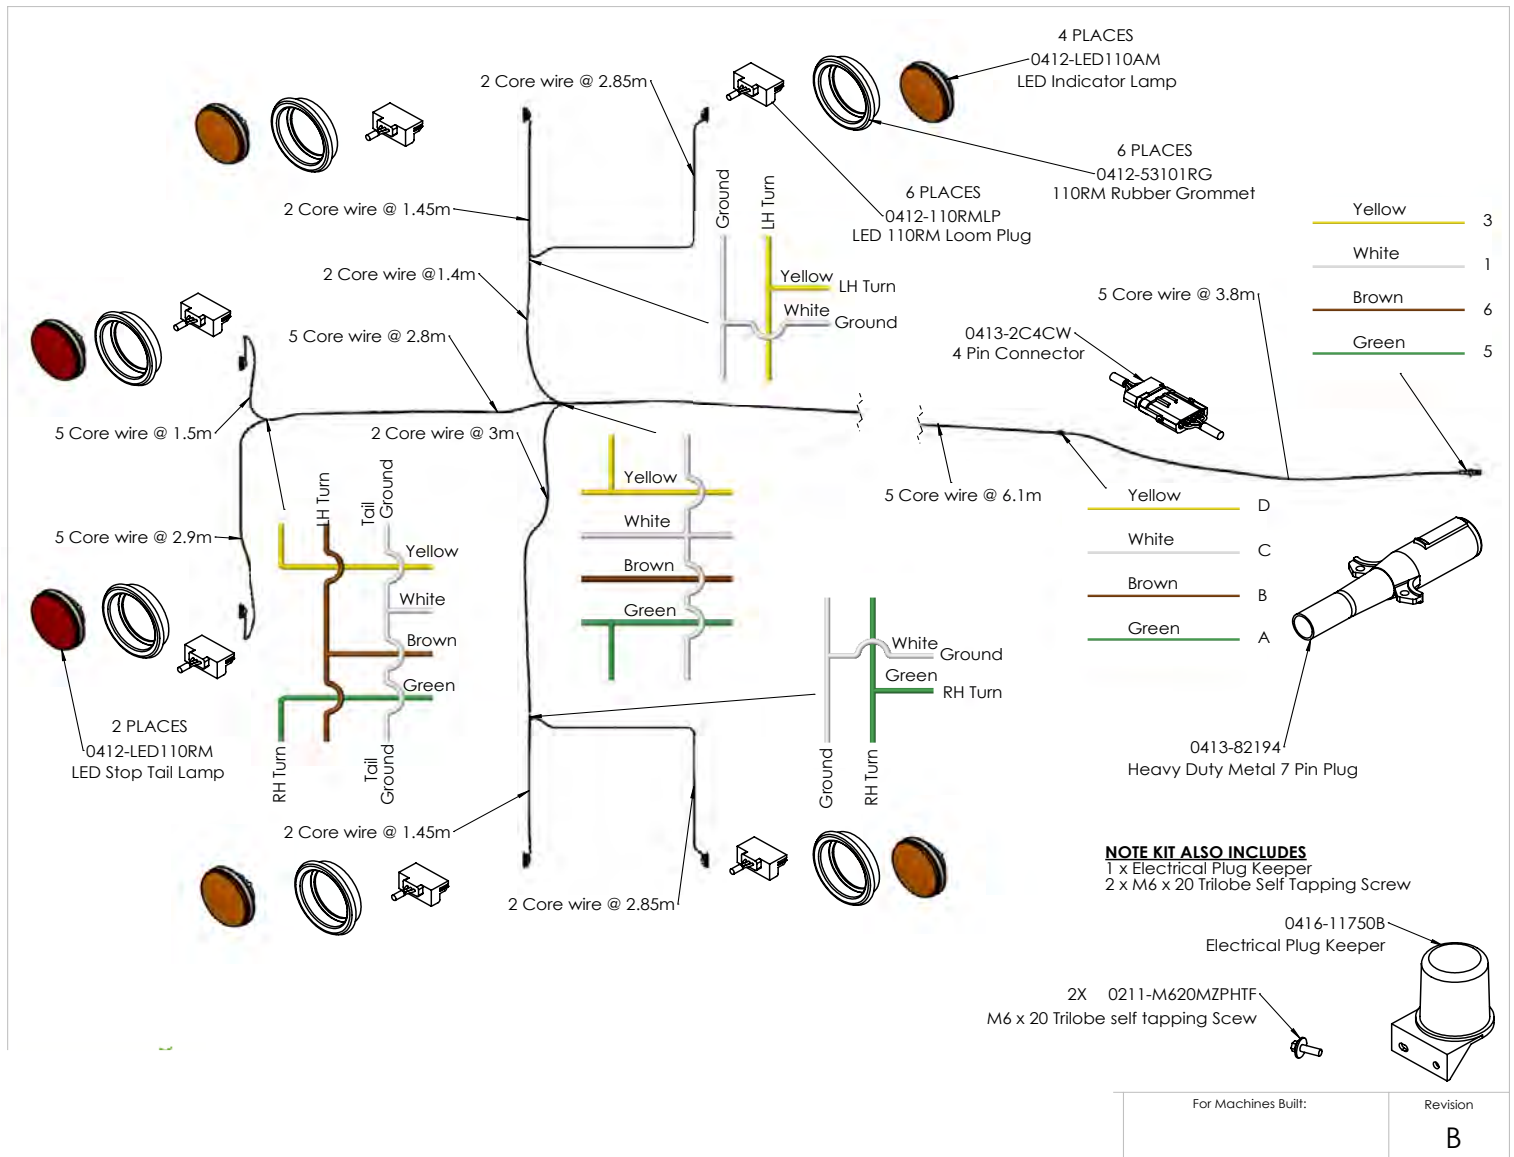 4 PLACES
0412-LED110AM
LED Indicator Lamp
2 Core wire @ 2.85m
6 PLACES
0412-53101RG
110RM Rubber Grommet
6 PLACES
0412-110RMLP
LED 110RM Loom Plug
2 Core wire @ 1.45m
Ground
LH Turn
Yellow
LH Turn
White
Ground
Yellow 3
White 1
Brown 6
Green 5
2 Core wire @1.4m
5 Core wire @ 2.8m
5 Core wire @ 3.8m
0413-2C4CW
4 Pin Connector
5 Core wire @ 1.5m
2 Core wire @ 3m
5 Core wire @ 6.1m
5 Core wire @ 2.9m
LH Turn
Tail
Ground
Yellow
White
Brown
Green
RH Turn
Tail
Ground
Yellow
White
Brown
Green
Yellow D
White C
Brown B
Green A
White
Ground
Green
RH Turn
Ground
RH Turn
2 PLACES
0412-LED110RM
LED Stop Tail Lamp
0413-82194
Heavy Duty Metal 7 Pin Plug
2 Core wire @ 1.45m
2 Core wire @ 2.85m
NOTE KIT ALSO INCLUDES
1 x Electrical Plug Keeper
2 x M6 x 20 Trilobe Self Tapping Screw
0416-11750B
Electrical Plug Keeper
2X 0211-M620MZPHTF
M6 x 20 Trilobe self tapping Scew
For Machines Built:
Revision
B